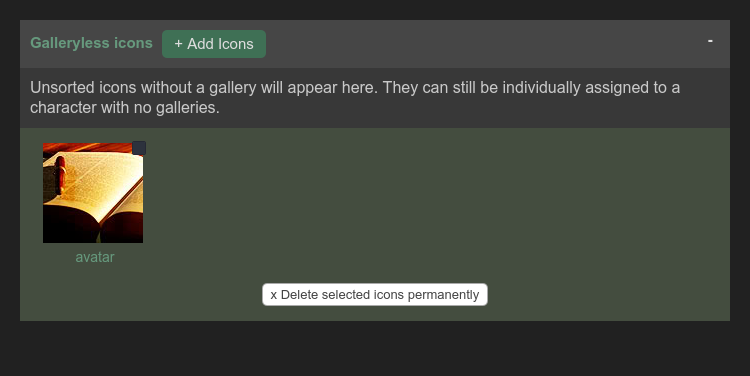 Galleryless icons + Add Icons -
Unsorted icons without a gallery will appear here. They can still be individually assigned to a
character with no galleries.
avatar
x Delete selected icons permanently